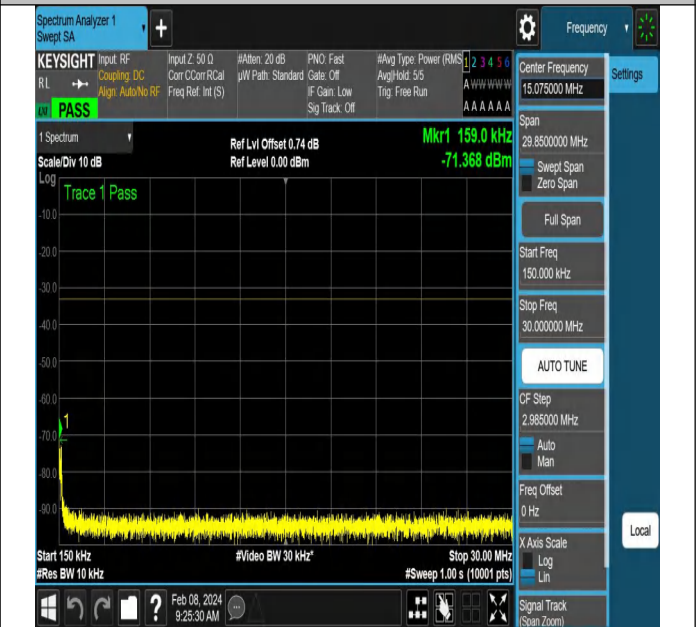 Spectrum Analyzer 1
Swept SA
+
Frequency
KEYSIGHT
RL
PASS
Input: RF
Coupling: DC
Align: Auto/No RF
Input Z: 50 Ω
Corr CCorr RCal
Freq Ref: Int (S)
#Atten: 20 dB
µW Path: Standard
PNO: Fast
Gate: Off
IF Gain: Low
Sig Track: Off
#Avg Type: Power (RMS
Avg|Hold: 5/5
Trig: Free Run
1 2 3 4 5 6
A W W W W W
A A A A A A
1 Spectrum
Scale/Div 10 dB
Ref Lvl Offset 0.74 dB
Ref Level 0.00 dBm
Mkr1 159.0 kHz
-71.368 dBm
Log
Trace 1 Pass
-10.0
-20.0
-30.0
-40.0
-50.0
-60.0
-70.0
-80.0
-90.0
1
Start 150 kHz
#Res BW 10 kHz
#Video BW 30 kHz*
Stop 30.00 MHz
#Sweep 1.00 s (10001 pts)
Feb 08, 2024
9:25:30 AM
Center Frequency
15.075000 MHz
Settings
Span
29.8500000 MHz
Swept Span
Zero Span
Full Span
Start Freq
150.000 kHz
Stop Freq
30.000000 MHz
AUTO TUNE
CF Step
2.985000 MHz
Auto
Man
Freq Offset
0 Hz
X Axis Scale
Log
Lin
Local
Signal Track
(Span Zoom)